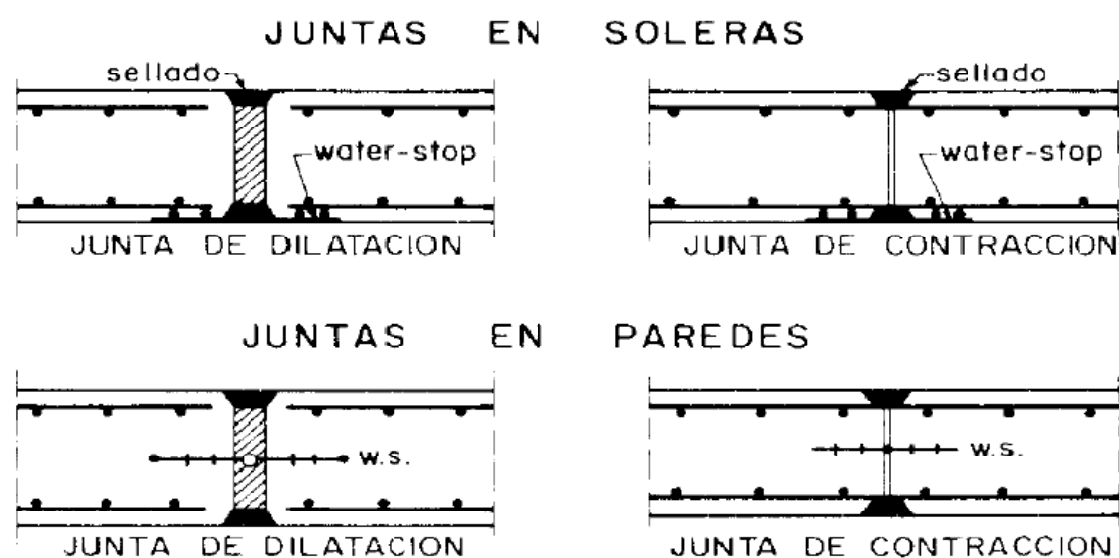 JUNTAS EN SOLERAS
sellado
sellado
water-stop
water-stop
JUNTA DE DILATACION
JUNTA DE CONTRACCION
JUNTAS EN PAREDES
w.s.
w.s.
JUNTA DE DILATACION
JUNTA DE CONTRACCION